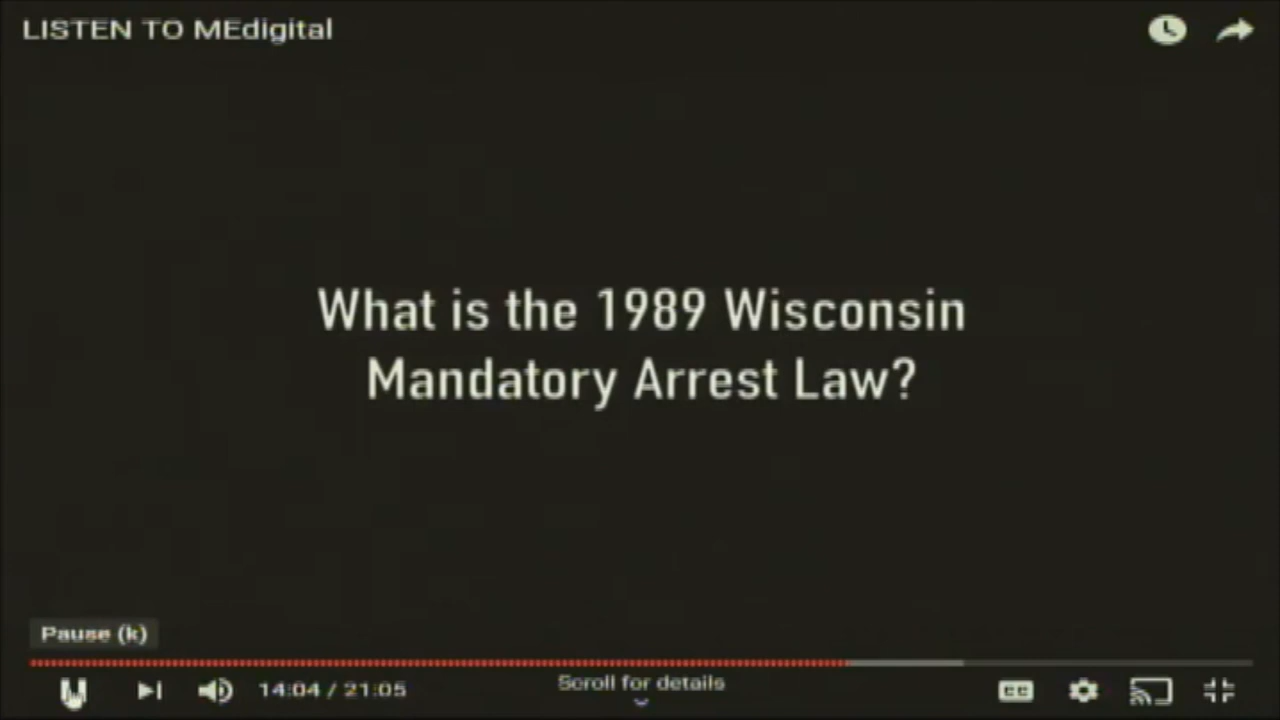 LISTEN TO MEdigital
What is the 1989 Wisconsin
Mandatory Arrest Law?
Pause (k)
14:04 / 21:05
Scroll for details
CC